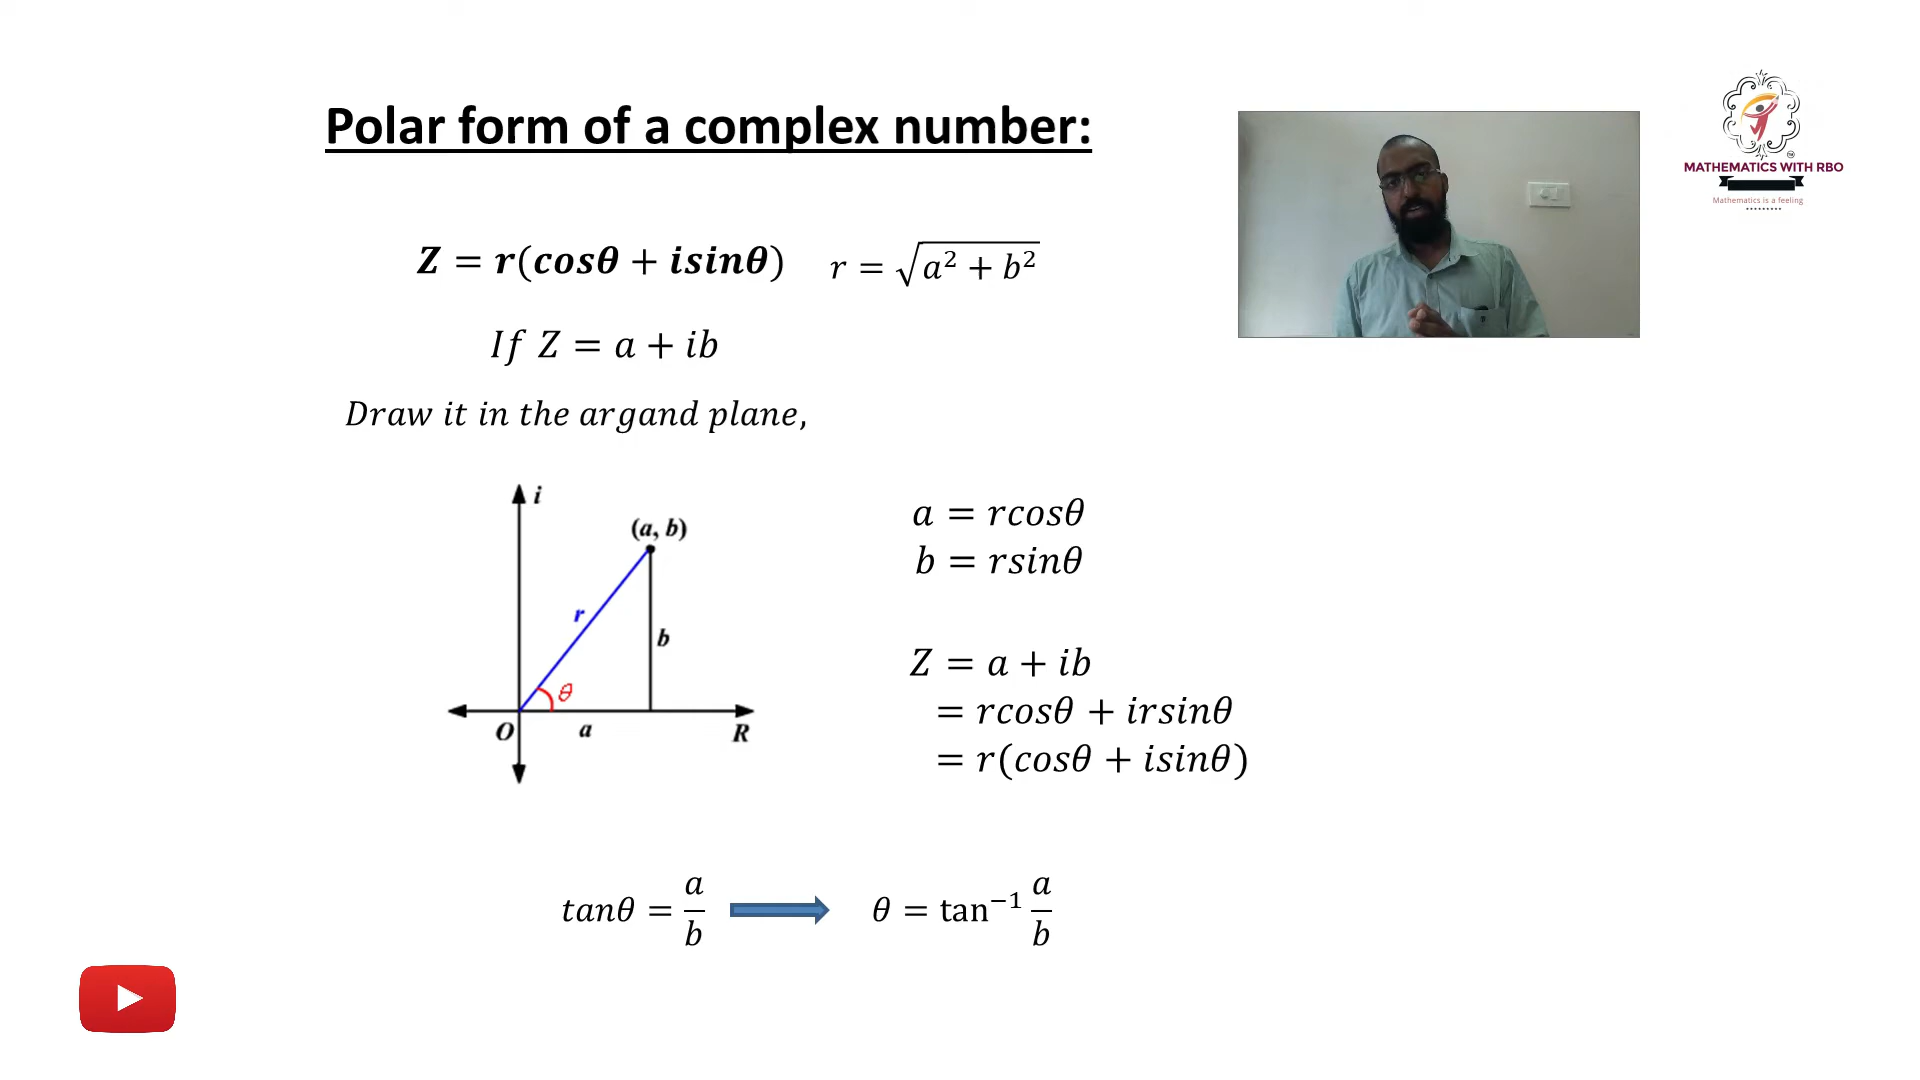 Polar form of a complex number:
MATHEMATICS WITH RBO
Mathematics is a feeling
Z = r(cosθ + isinθ)
r = √(a² + b²)
If Z = a + ib
Draw it in the argand plane,
i
(a, b)
r
b
θ
O
a
R
a = rcosθ
b = rsinθ
Z = a + ib
= rcosθ + irsinθ
= r(cosθ + isinθ)
tanθ = a/b
θ = tan⁻¹ a/b